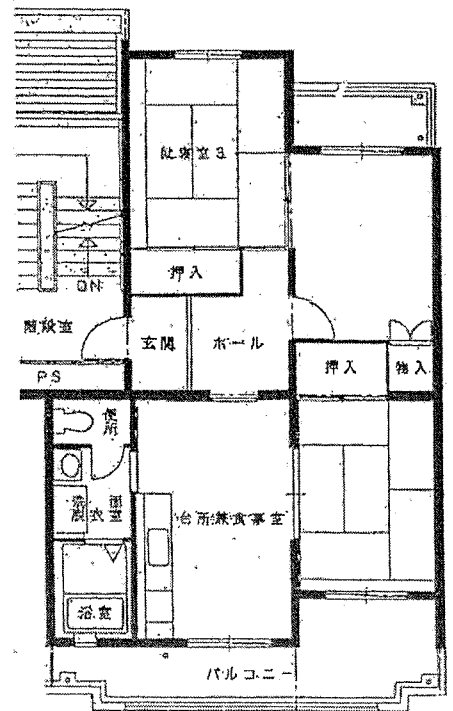 就寝室3
押入
DN
階段室
玄関
ホール
押入
物入
PS
便所
洗面
脱衣室
台所兼食事室
浴室
バルコニー